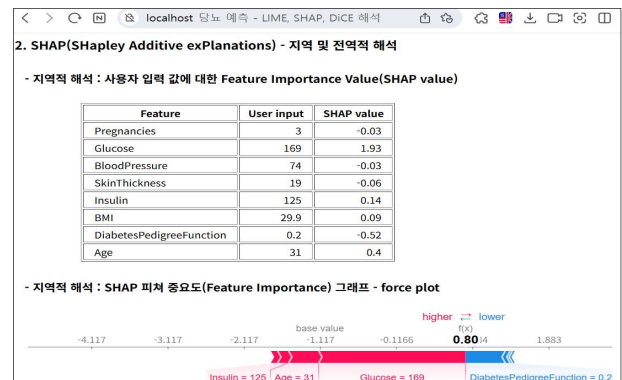 localhost 당뇨 예측 - LIME, SHAP, DiCE 해석
2. SHAP(SHapley Additive exPlanations) - 지역 및 전역적 해석
- 지역적 해석 : 사용자 입력 값에 대한 Feature Importance Value(SHAP value)
Feature User input SHAP value
Pregnancies 3 -0.03
Glucose 169 1.93
BloodPressure 74 -0.03
SkinThickness 19 -0.06
Insulin 125 0.14
BMI 29.9 0.09
DiabetesPedigreeFunction 0.2 -0.52
Age 31 0.4
- 지역적 해석 : SHAP 피쳐 중요도(Feature Importance) 그래프 - force plot
higher ⇄ lower
base value f(x)
-4.117 -3.117 -2.117 -1.117 -0.1166 0.80 1.883
Insulin = 125 Age = 31 Glucose = 169 DiabetesPedigreeFunction = 0.2